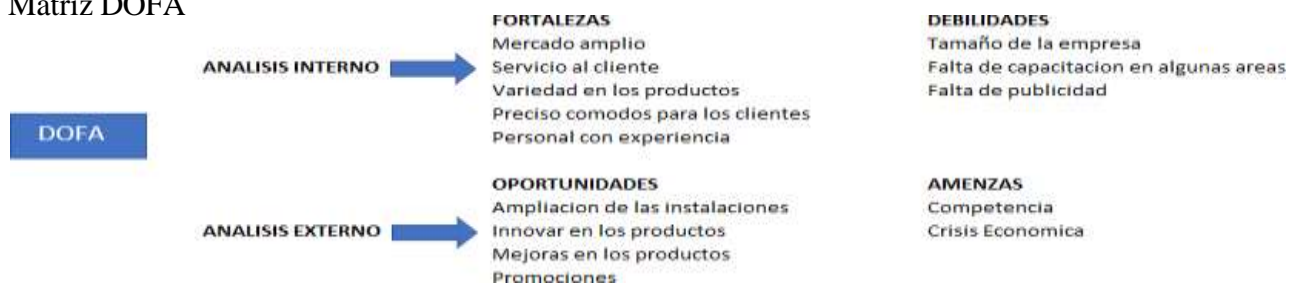 Matriz DOFA
DOFA
ANALISIS INTERNO
FORTALEZAS
Mercado amplio
Servicio al cliente
Variedad en los productos
Preciso comodos para los clientes
Personal con experiencia
DEBILIDADES
Tamaño de la empresa
Falta de capacitacion en algunas areas
Falta de publicidad
ANALISIS EXTERNO
OPORTUNIDADES
Ampliacion de las instalaciones
Innovar en los productos
Mejoras en los productos
Promociones
AMENZAS
Competencia
Crisis Economica